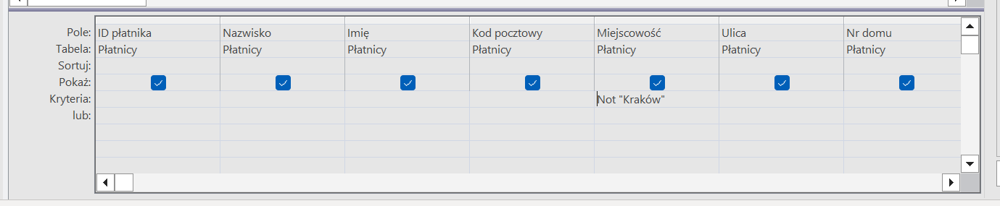 Pole: ID płatnika Nazwisko Imię Kod pocztowy Miejscowość Ulica Nr domu
Tabela: Płatnicy Płatnicy Płatnicy Płatnicy Płatnicy Płatnicy Płatnicy
Sortuj:
Pokaż:
Kryteria: Not "Kraków"
lub: